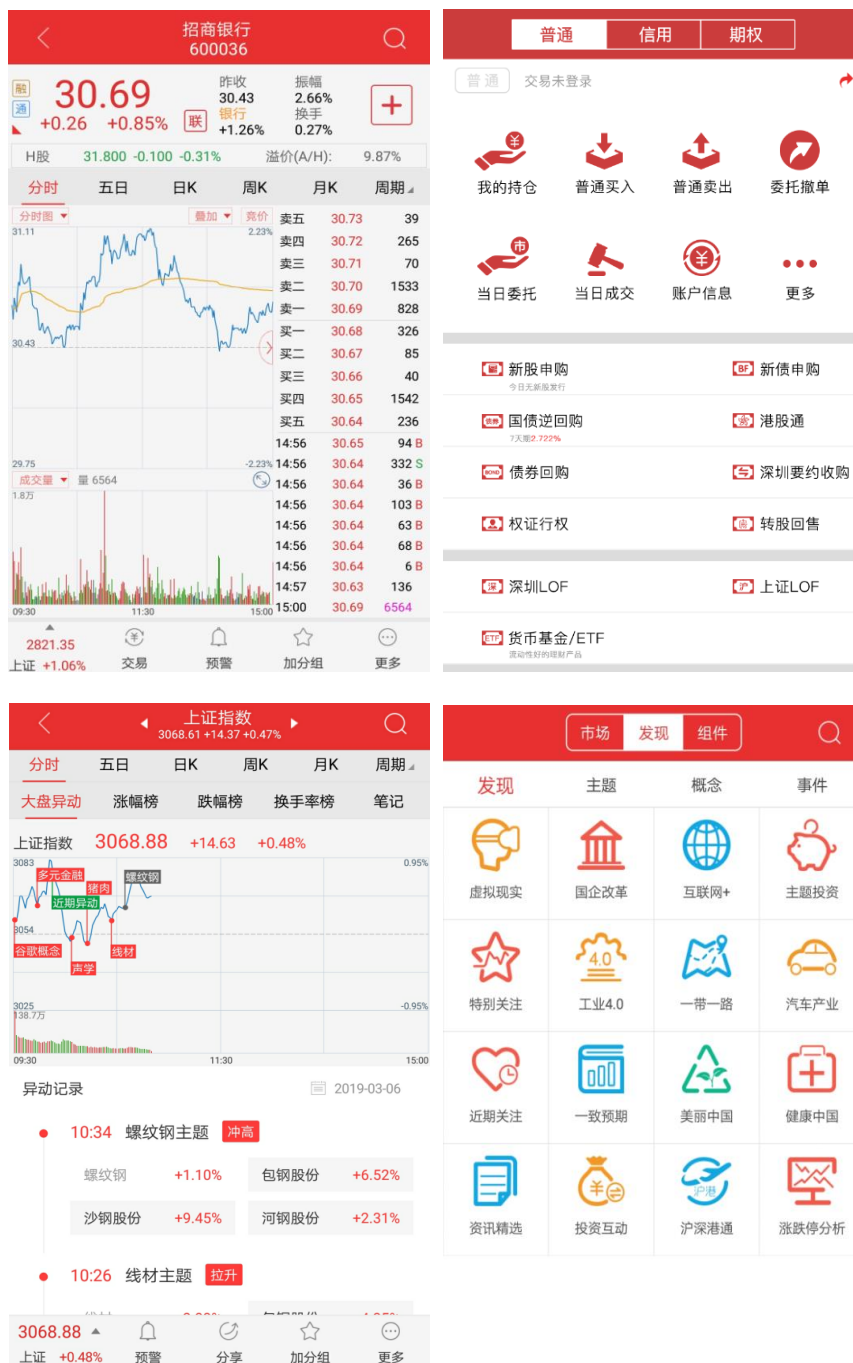 招商银行
600036
融
通
30.69
+0.26 +0.85%
联
昨收
30.43
银行
+1.26%
振幅
2.66%
换手
0.27%
H股 31.800 -0.100 -0.31% 溢价(A/H): 9.87%
分时 五日 日K 周K 月K 周期
分时图 叠加 竞价
31.11 2.23%
30.43
29.75 -2.23%
成交量 量 6564
1.8万
09:30 11:30 15:00
卖五 30.73 39
卖四 30.72 265
卖三 30.71 70
卖二 30.70 1533
卖一 30.69 828
买一 30.68 326
买二 30.67 85
买三 30.66 40
买四 30.65 1542
买五 30.64 236
14:56 30.65 94 B
14:56 30.64 332 S
14:56 30.64 36 B
14:56 30.64 103 B
14:56 30.64 63 B
14:56 30.64 68 B
14:56 30.64 6 B
14:57 30.63 136
15:00 30.69 6564
2821.35
上证 +1.06%
交易 预警 加分组 更多
普通 信用 期权
普通 交易未登录
我的持仓 普通买入 普通卖出 委托撤单
市
当日委托 当日成交 账户信息 更多
新股申购
今日无新股发行
BF 新债申购
债券 国债逆回购
7天期2.722%
港股通
BOND 债券回购
深圳要约收购
权证行权
转股回售
深 深圳LOF
沪 上证LOF
ETF 货币基金/ETF
流动性好的理财产品
上证指数
3068.61 +14.37 +0.47%
分时 五日 日K 周K 月K 周期
大盘异动 涨幅榜 跌幅榜 换手率榜 笔记
上证指数 3068.88 +14.63 +0.48%
3083 0.95%
多元金融
螺纹钢
猪肉
近期异动
3054
谷歌概念
线材
声学
3025 -0.95%
138.7万
09:30 11:30 15:00
异动记录 2019-03-06
10:34 螺纹钢主题 冲高
螺纹钢 +1.10% 包钢股份 +6.52%
沙钢股份 +9.45% 河钢股份 +2.31%
10:26 线材主题 拉升
3068.88
上证 +0.48%
预警 分享 加分组 更多
市场 发现 组件
发现 主题 概念 事件
虚拟现实 国企改革 互联网+ 主题投资
4.0
特别关注 工业4.0 一带一路 汽车产业
近期关注 一致预期 美丽中国 健康中国
沪港
资讯精选 投资互动 沪深港通 涨跌停分析